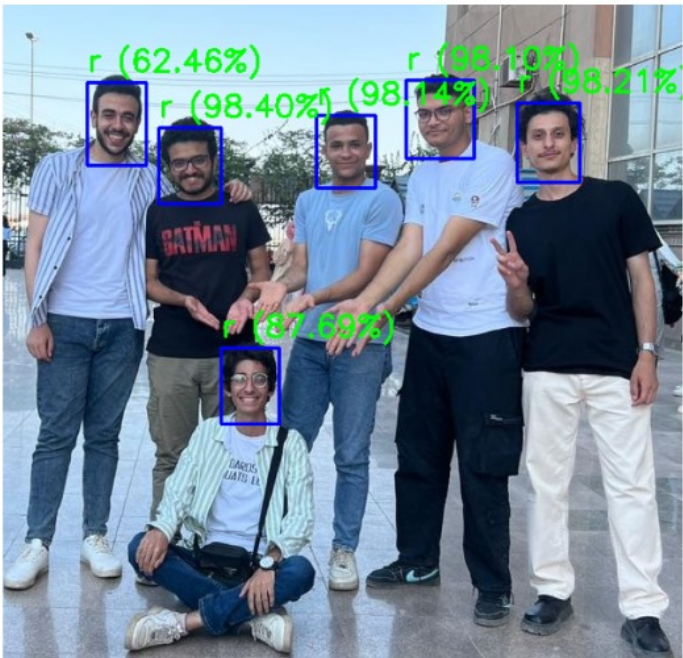 r (62.46%)
r (98.10%)
r (98.40%)
r (98.14%)
r (98.21%)
BATMAN
r (87.69%)